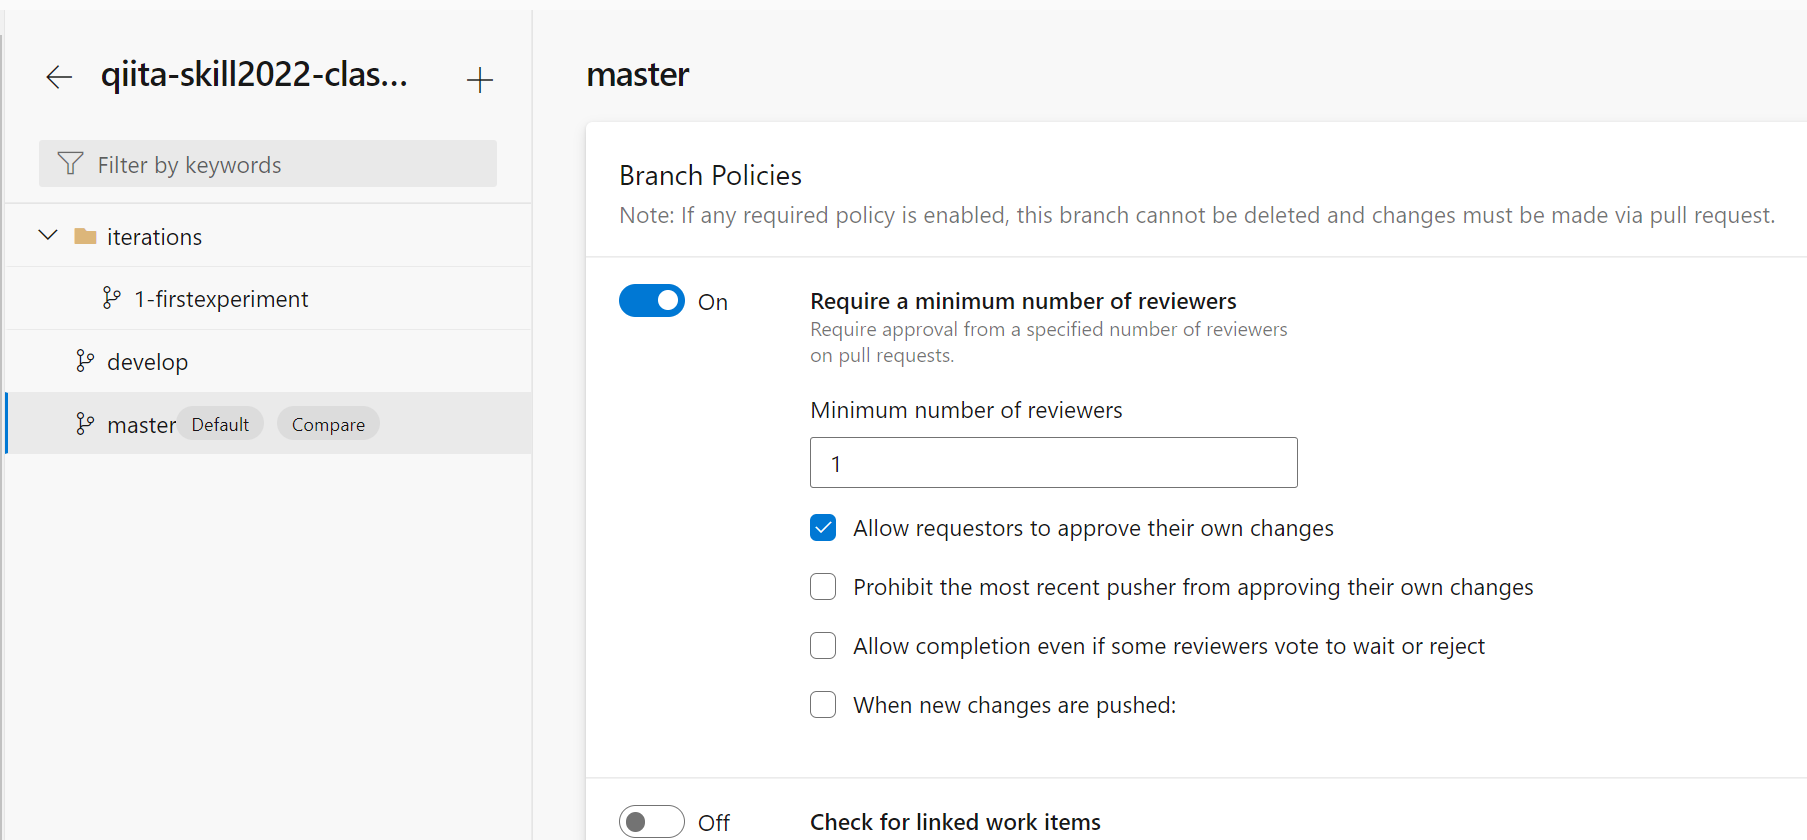 qiita-skill2022-clas...
Filter by keywords
iterations
1-firstexperiment
develop
master Default Compare
master
Branch Policies
Note: If any required policy is enabled, this branch cannot be deleted and changes must be made via pull request.
On
Require a minimum number of reviewers
Require approval from a specified number of reviewers
on pull requests.
Minimum number of reviewers
1
Allow requestors to approve their own changes
Prohibit the most recent pusher from approving their own changes
Allow completion even if some reviewers vote to wait or reject
When new changes are pushed:
Off
Check for linked work items